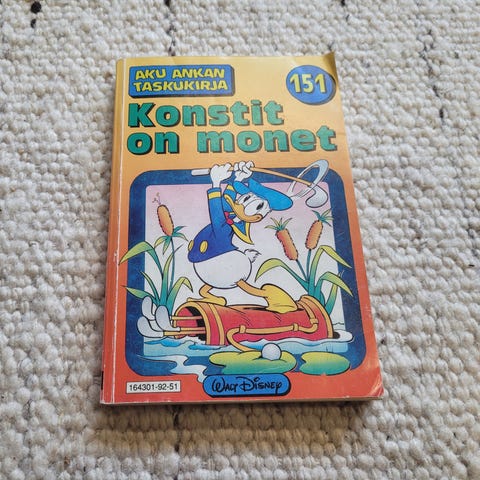 AKU ANKAN
TASKUKIRJA
151
Konstit
on monet
164301-92-51
WALT DISNEY